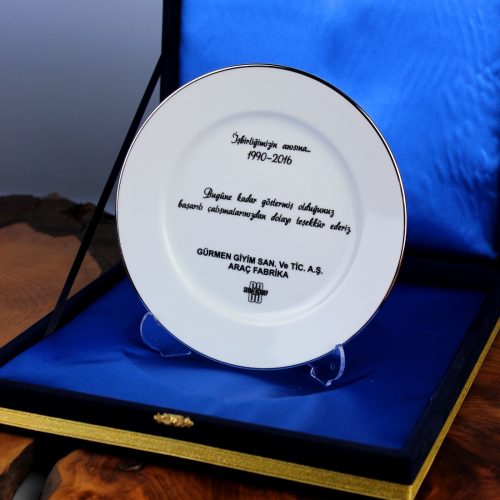 İşbirliğimizin anısına...
1990-2016
Bugüne kadar göstermiş olduğunuz
başarılı çalışmalarınızdan dolayı teşekkür ederiz
GÜRMEN GİYİM SAN. Ve TİC. A.Ş.
ARAÇ FABRİKA